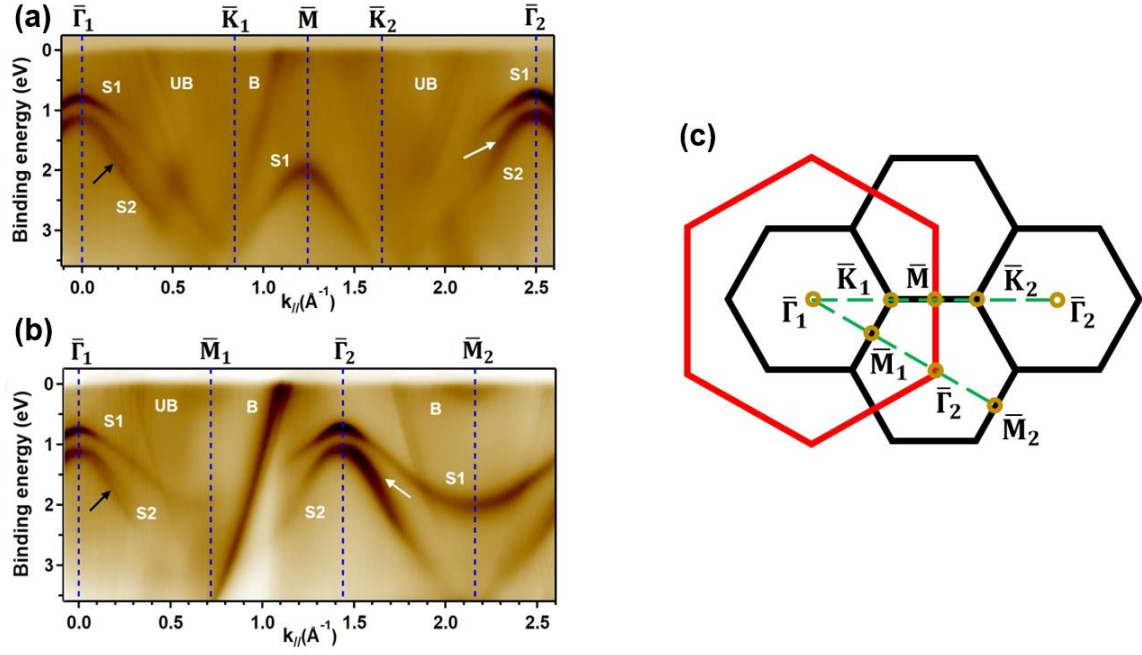 (a)
Γ̄₁ K̄₁ M̄ K̄₂ Γ̄₂
0
1
2
3
Binding energy (eV)
S1 UB B UB S1
S1
S2 S2
0.0 0.5 1.0 1.5 2.0 2.5
k//(Å⁻¹)
(b)
Γ̄₁ M̄₁ Γ̄₂ M̄₂
0
1
2
3
Binding energy (eV)
S1 UB B B
S1
S2 S2
0.0 0.5 1.0 1.5 2.0 2.5
k//(Å⁻¹)
(c)
K̄₁ M̄ K̄₂
Γ̄₁ Γ̄₂
M̄₁
Γ̄₂
M̄₂